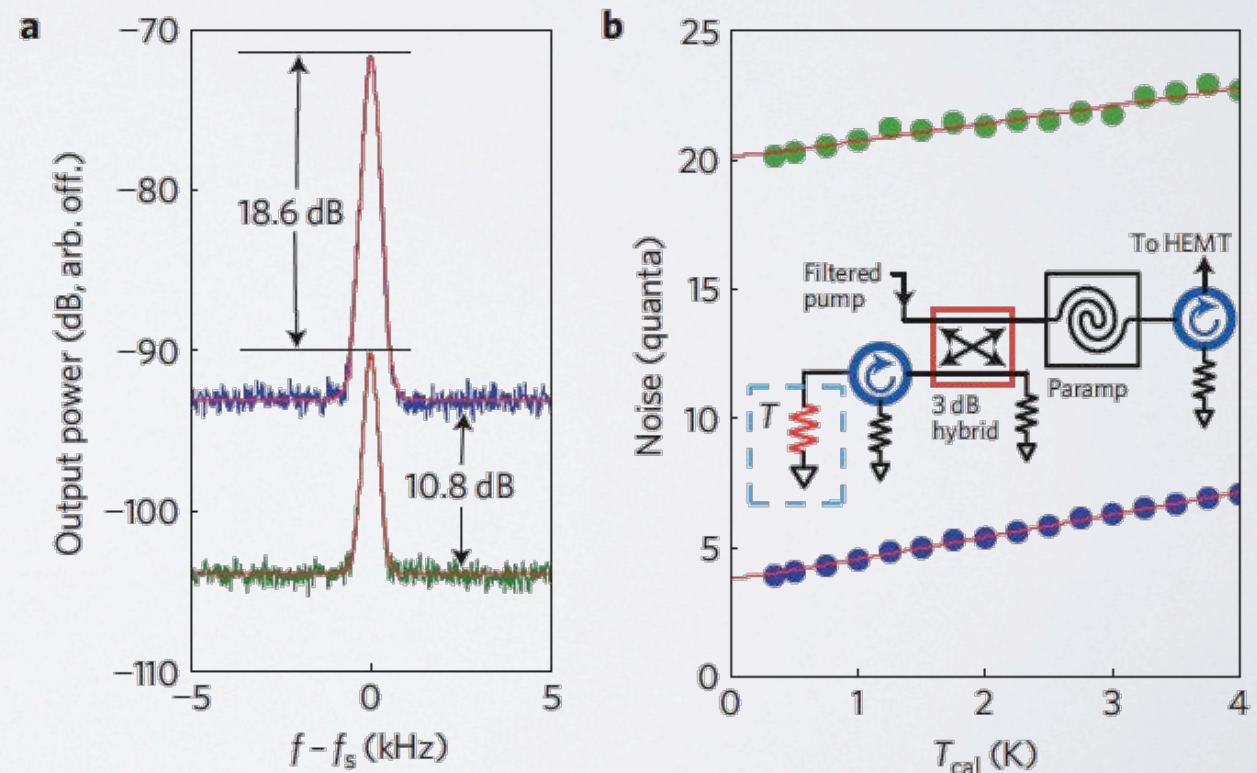 a
Output power (dB, arb. off.)
−70
−80
−90
−100
−110
18.6 dB
10.8 dB
−5
0
5
f − fs (kHz)
b
Noise (quanta)
25
20
15
10
5
0
To HEMT
Filtered
pump
Paramp
3 dB
hybrid
T
0
1
2
3
4
Tcal (K)